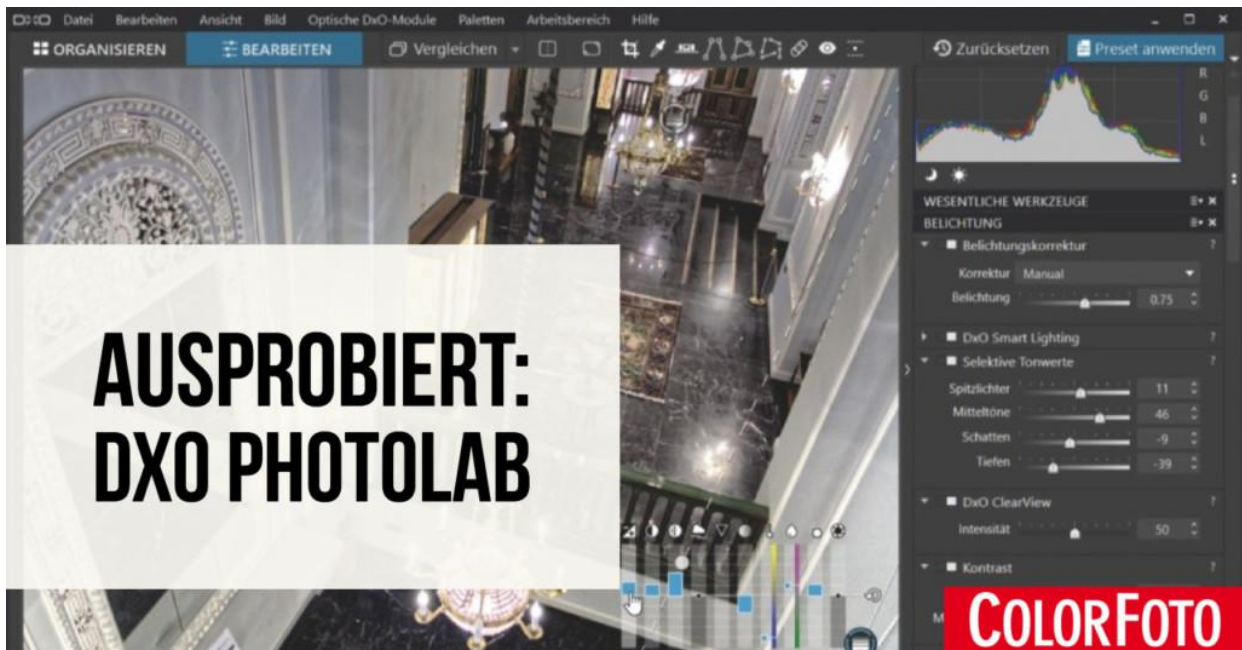 DXO Datei Bearbeiten Ansicht Bild Optische DxO-Module Paletten Arbeitsbereich Hilfe
ORGANISIEREN BEARBEITEN Vergleichen Zurücksetzen Preset anwenden
R
G
B
L
WESENTLICHE WERKZEUGE
BELICHTUNG
Belichtungskorrektur ?
Korrektur Manual
Belichtung 0.75
DxO Smart Lighting ?
Selektive Tonwerte ?
Spitzlichter 11
Mitteltöne 46
Schatten -9
Tiefen -39
DxO ClearView ?
Intensität 50
Kontrast ?
M
AUSPROBIERT:
DXO PHOTOLAB
COLORFOTO